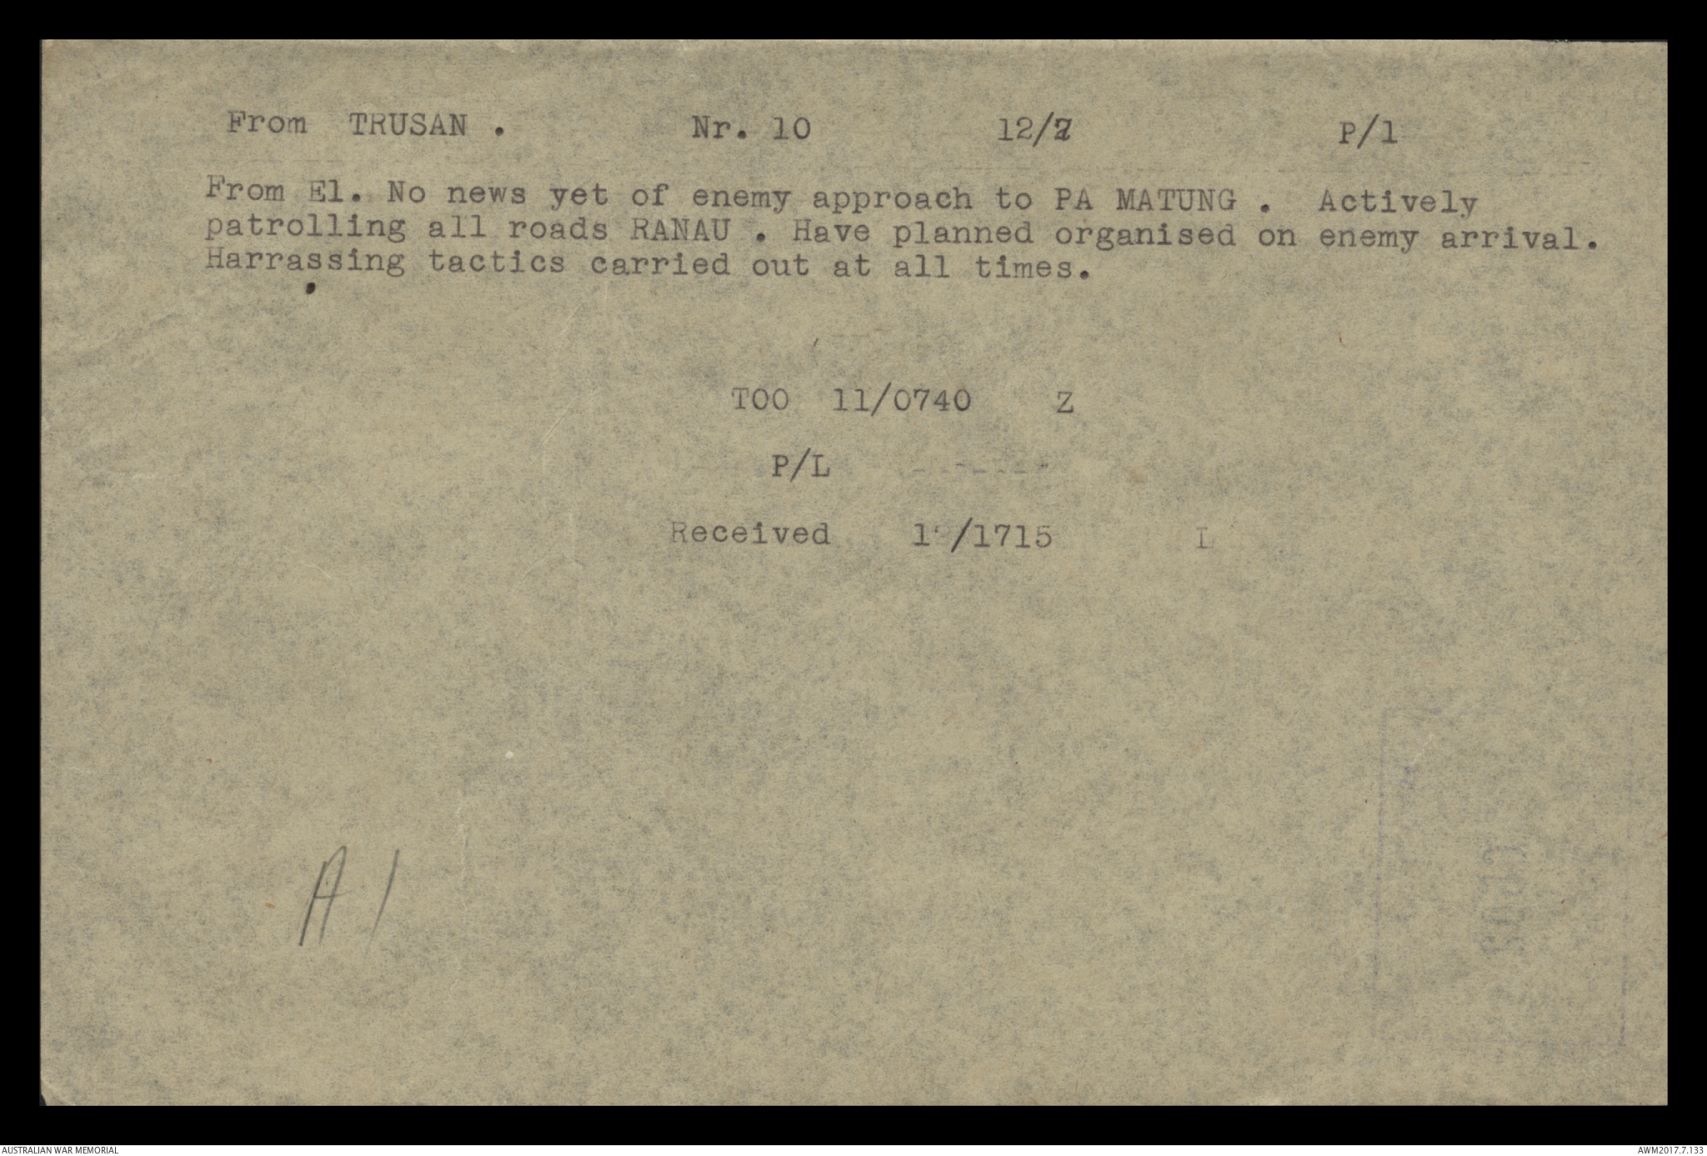 From TRUSAN . Nr. 10 12/7 P/1
From El. No news yet of enemy approach to PA MATUNG . Actively
patrolling all roads RANAU . Have planned organised on enemy arrival.
Harrassing tactics carried out at all times.
TOO 11/0740 Z
P/L -------
Received /1715 L
A 1
AUSTRALIAN WAR MEMORIAL
AWM2017.7.133